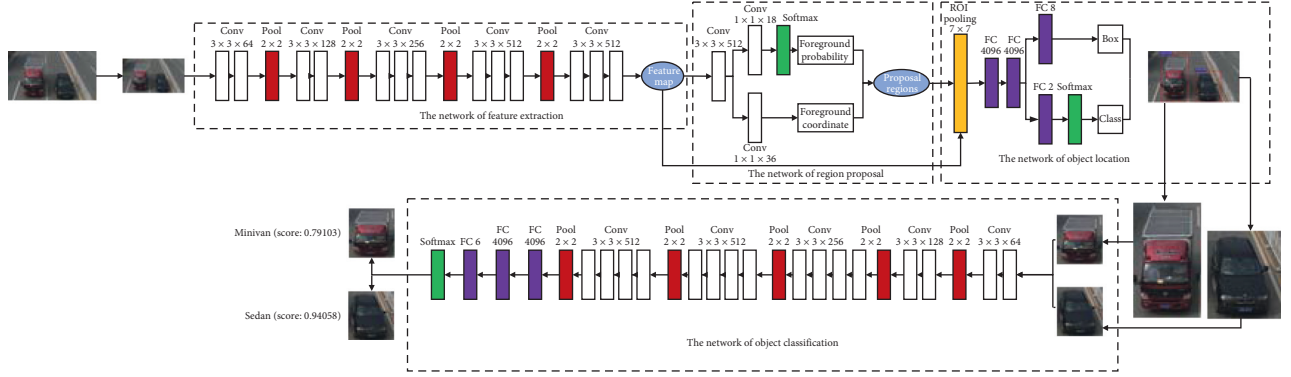 Conv
3 × 3 × 64
Pool
2 × 2
Conv
3 × 3 × 128
Pool
2 × 2
Conv
3 × 3 × 256
Pool
2 × 2
Conv
3 × 3 × 512
Pool
2 × 2
Conv
3 × 3 × 512
Feature
map
The network of feature extraction
Conv
3 × 3 × 512
Conv
1 × 1 × 18
Softmax
Foreground
probability
Foreground
coordinate
Conv
1 × 1 × 36
Proposal
regions
The network of region proposal
ROI
pooling
7 × 7
FC
4096
FC
4096
FC 8
Box
FC 2
Softmax
Class
The network of object location
Minivan (score: 0.79103)
Sedan (score: 0.94058)
Softmax
FC 6
FC
4096
FC
4096
Pool
2 × 2
Conv
3 × 3 × 512
Pool
2 × 2
Conv
3 × 3 × 512
Pool
2 × 2
Conv
3 × 3 × 256
Pool
2 × 2
Conv
3 × 3 × 128
Pool
2 × 2
Conv
3 × 3 × 64
The network of object classification